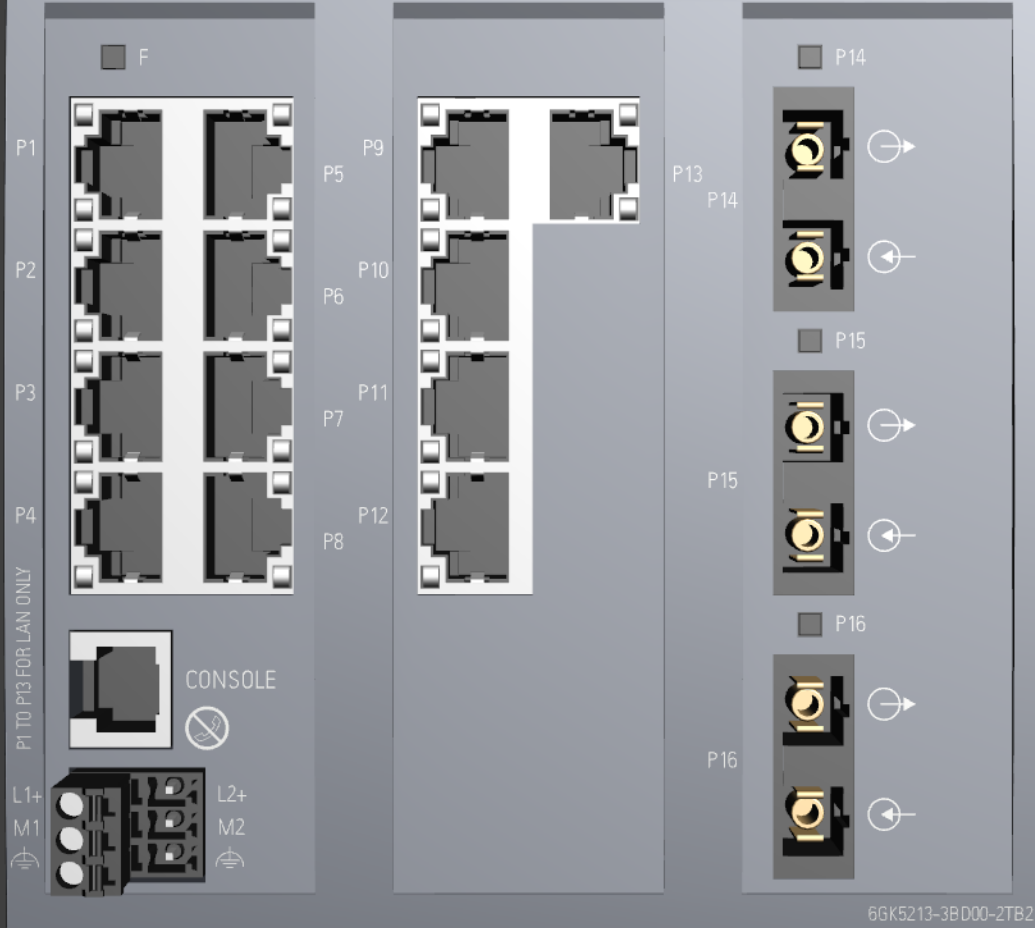 F
P1
P5
P2
P6
P3
P7
P4
P8
P1 TO P13 FOR LAN ONLY
CONSOLE
L1+
L2+
M1
M2
P9
P13
P10
P11
P12
P14
P14
P15
P15
P16
P16
6GK5213-3BD00-2TB2